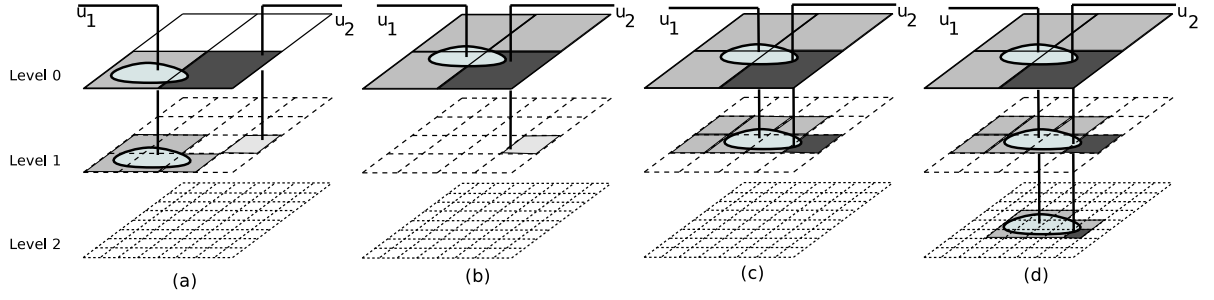 u1 u2 u1 u2 u1 u2 u1 u2
Level 0
Level 1
Level 2
(a) (b) (c) (d)